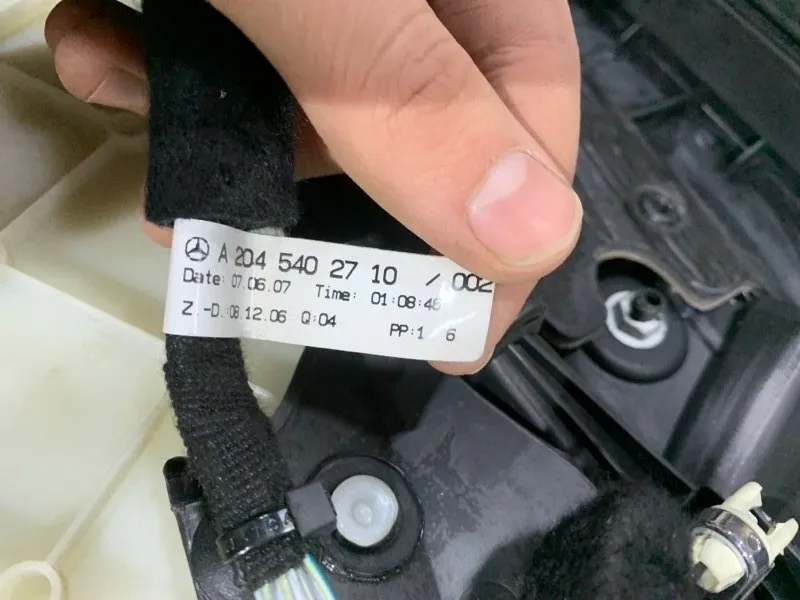 A 204 540 27 10 / 002
Date: 07.06.07 Time: 01:08:46
Z.-D.:08.12.06 Q:04 PP:1 6